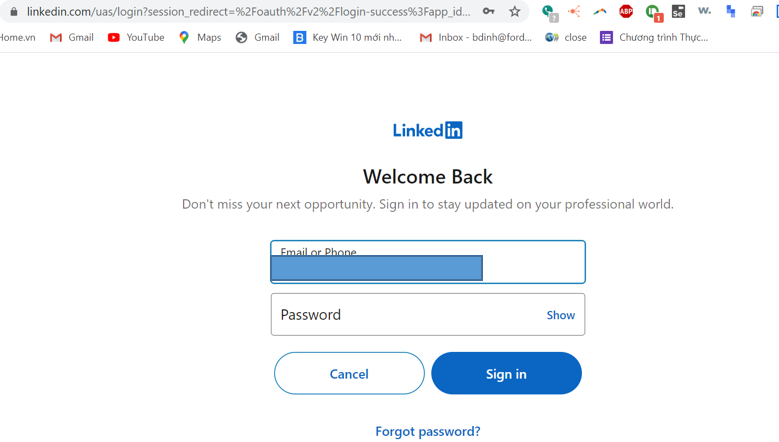 linkedin.com/uas/login?session_redirect=%2Foauth%2Fv2%2Flogin-success%3Fapp_id...
Home.vn Gmail YouTube Maps Gmail Key Win 10 mới nh... Inbox - bdinh@ford... close Chương trình Thực...
LinkedIn
Welcome Back
Don't miss your next opportunity. Sign in to stay updated on your professional world.
Email or Phone
Password Show
Cancel Sign in
Forgot password?